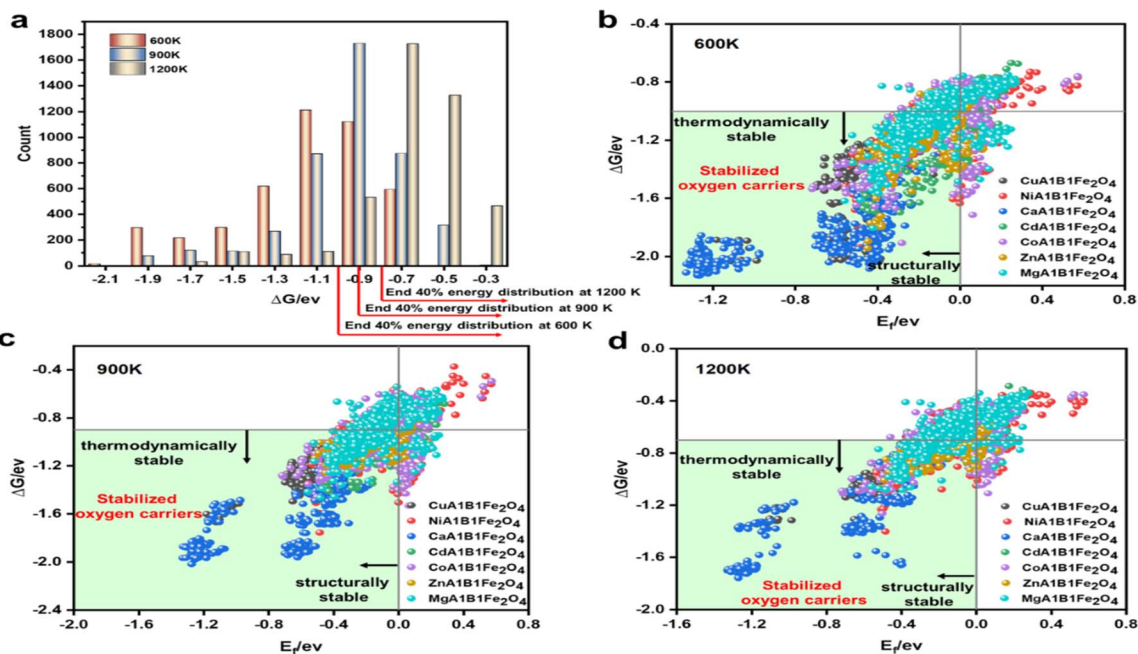 a
600K
900K
1200K
1800
1600
1400
1200
1000
800
600
400
200
0
Count
-2.1
-1.9
-1.7
-1.5
-1.3
-1.1
-0.9
-0.7
-0.5
-0.3
ΔG/ev
End 40% energy distribution at 1200 K
End 40% energy distribution at 900 K
End 40% energy distribution at 600 K
b
600K
-0.4
-0.8
-1.2
-1.6
-2.0
ΔG/ev
thermodynamically
stable
Stabilized
oxygen carriers
structurally
stable
CuA1B1Fe₂O₄
NiA1B1Fe₂O₄
CaA1B1Fe₂O₄
CdA1B1Fe₂O₄
CoA1B1Fe₂O₄
ZnA1B1Fe₂O₄
MgA1B1Fe₂O₄
-1.2
-0.8
-0.4
0.0
0.4
0.8
E_f/ev
c
900K
-0.4
-0.8
-1.2
-1.6
-2.0
-2.4
ΔG/ev
thermodynamically
stable
Stabilized
oxygen carriers
structurally
stable
CuA1B1Fe₂O₄
NiA1B1Fe₂O₄
CaA1B1Fe₂O₄
CdA1B1Fe₂O₄
CoA1B1Fe₂O₄
ZnA1B1Fe₂O₄
MgA1B1Fe₂O₄
-2.0
-1.6
-1.2
-0.8
-0.4
0.0
0.4
0.8
E_f/ev
d
1200K
0.0
-0.4
-0.8
-1.2
-1.6
-2.0
ΔG/ev
thermodynamically
stable
Stabilized
oxygen carriers
structurally
stable
CuA1B1Fe₂O₄
NiA1B1Fe₂O₄
CaA1B1Fe₂O₄
CdA1B1Fe₂O₄
CoA1B1Fe₂O₄
ZnA1B1Fe₂O₄
MgA1B1Fe₂O₄
-1.6
-1.2
-0.8
-0.4
0.0
0.4
0.8
E_f/ev